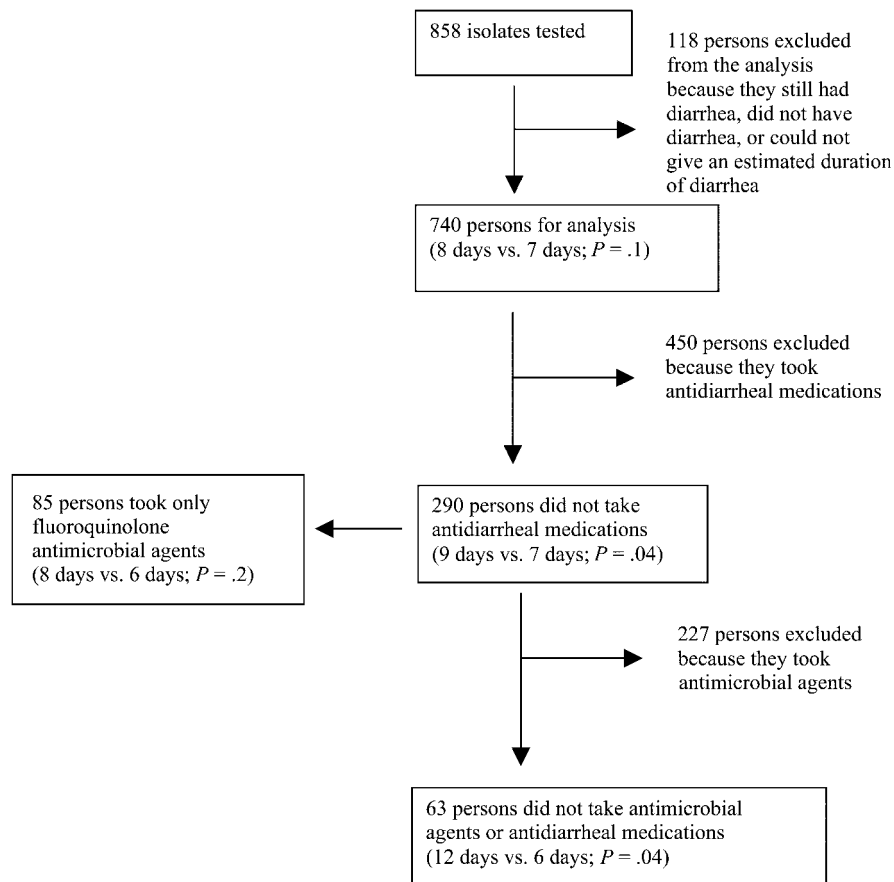 858 isolates tested
118 persons excluded
from the analysis
because they still had
diarrhea, did not have
diarrhea, or could not
give an estimated duration
of diarrhea
740 persons for analysis
(8 days vs. 7 days; P = .1)
450 persons excluded
because they took
antidiarrheal medications
85 persons took only
fluoroquinolone
antimicrobial agents
(8 days vs. 6 days; P = .2)
290 persons did not take
antidiarrheal medications
(9 days vs. 7 days; P = .04)
227 persons excluded
because they took
antimicrobial agents
63 persons did not take antimicrobial
agents or antidiarrheal medications
(12 days vs. 6 days; P = .04)